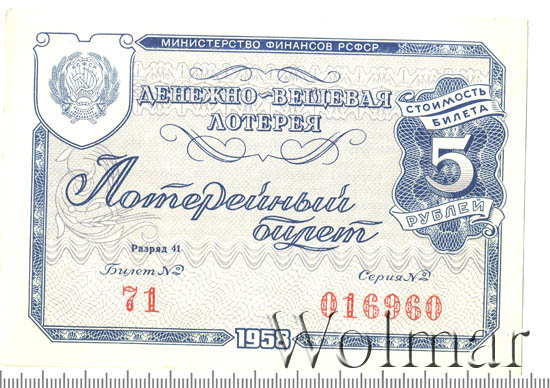 МИНИСТЕРСТВО ФИНАНСОВ РСФСР
РСФСР
ДЕНЕЖНО-ВЕЩЕВАЯ
ЛОТЕРЕЯ
СТОИМОСТЬ
БИЛЕТА
5
РУБЛЕЙ
Лотерейный
билет
Разряд 41
Билет №
Серия №
71
016960
1958
Wolmar